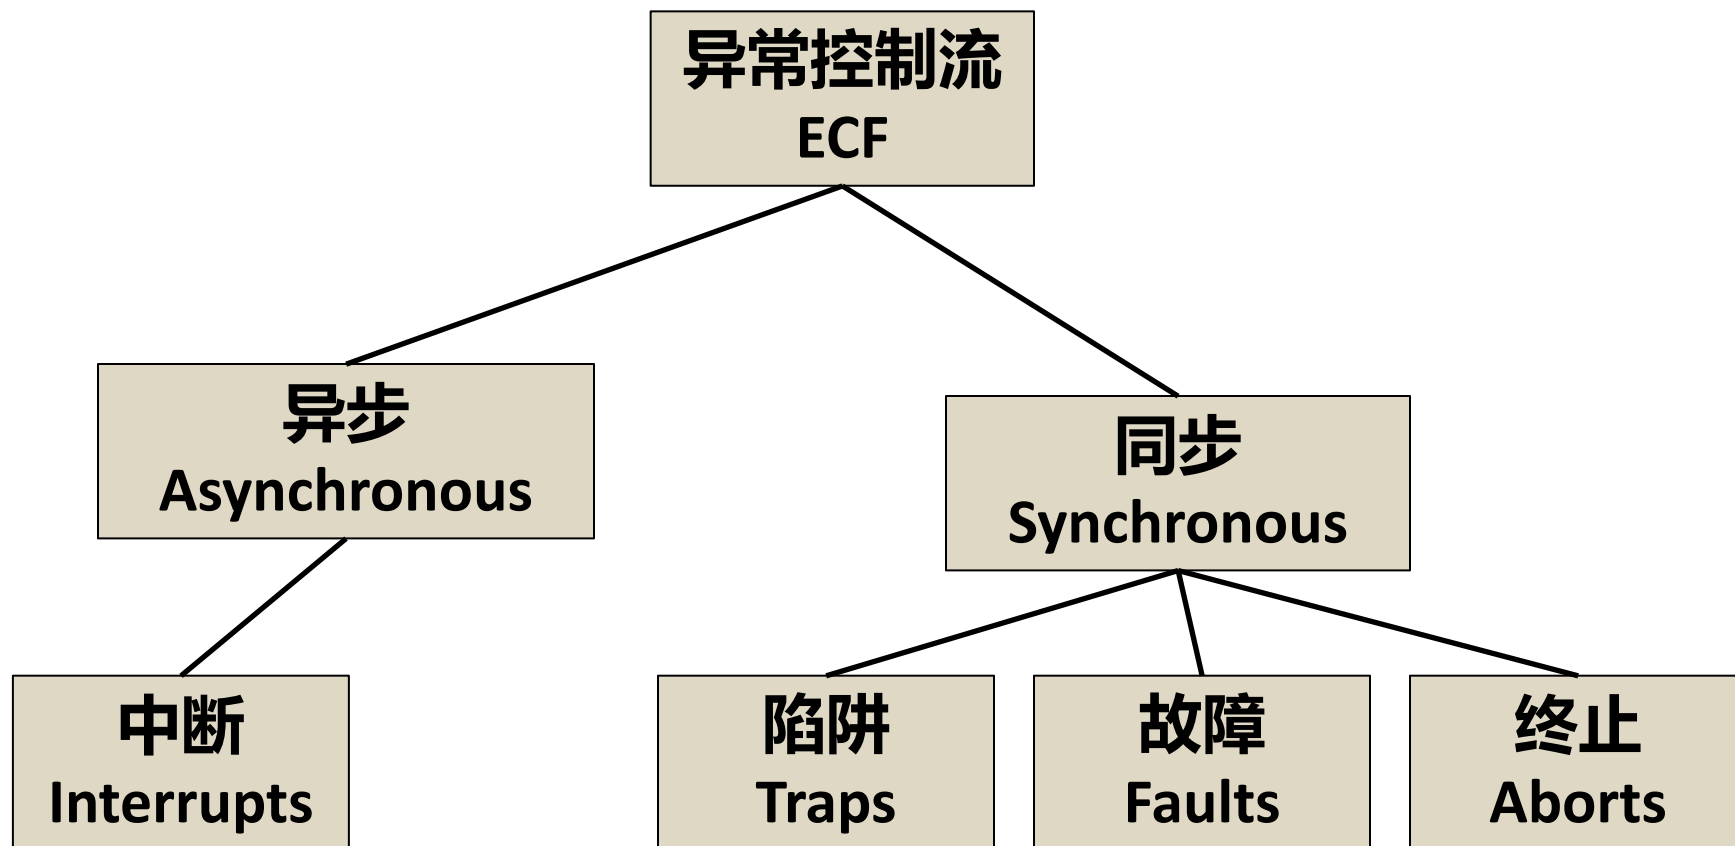 异常控制流
ECF
异步
Asynchronous
同步
Synchronous
中断
Interrupts
陷阱
Traps
故障
Faults
终止
Aborts